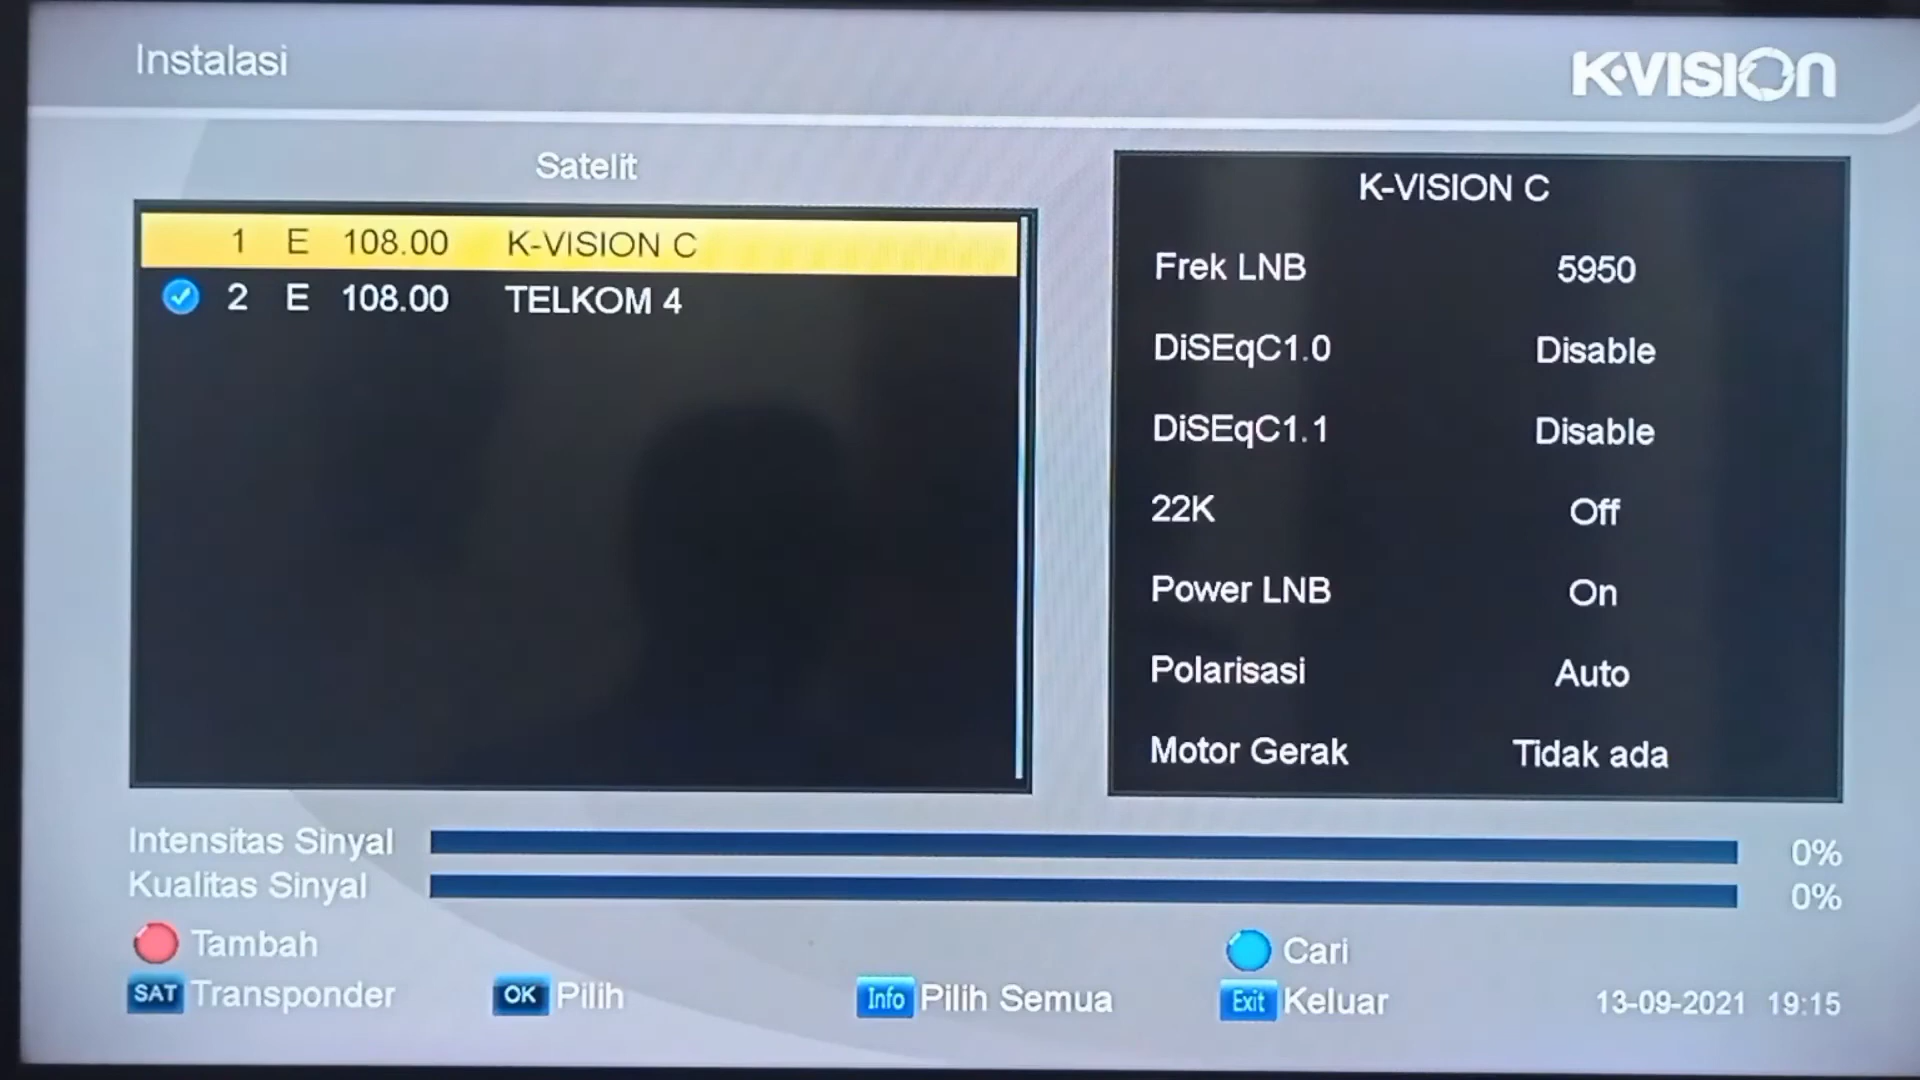 Instalasi
K-VISION
Satelit
1 E 108.00 K-VISION C
2 E 108.00 TELKOM 4
K-VISION C
Frek LNB 5950
DiSEqC1.0 Disable
DiSEqC1.1 Disable
22K Off
Power LNB On
Polarisasi Auto
Motor Gerak Tidak ada
Intensitas Sinyal 0%
Kualitas Sinyal 0%
Tambah
Cari
SAT Transponder
OK Pilih
Info Pilih Semua
Exit Keluar
13-09-2021 19:15